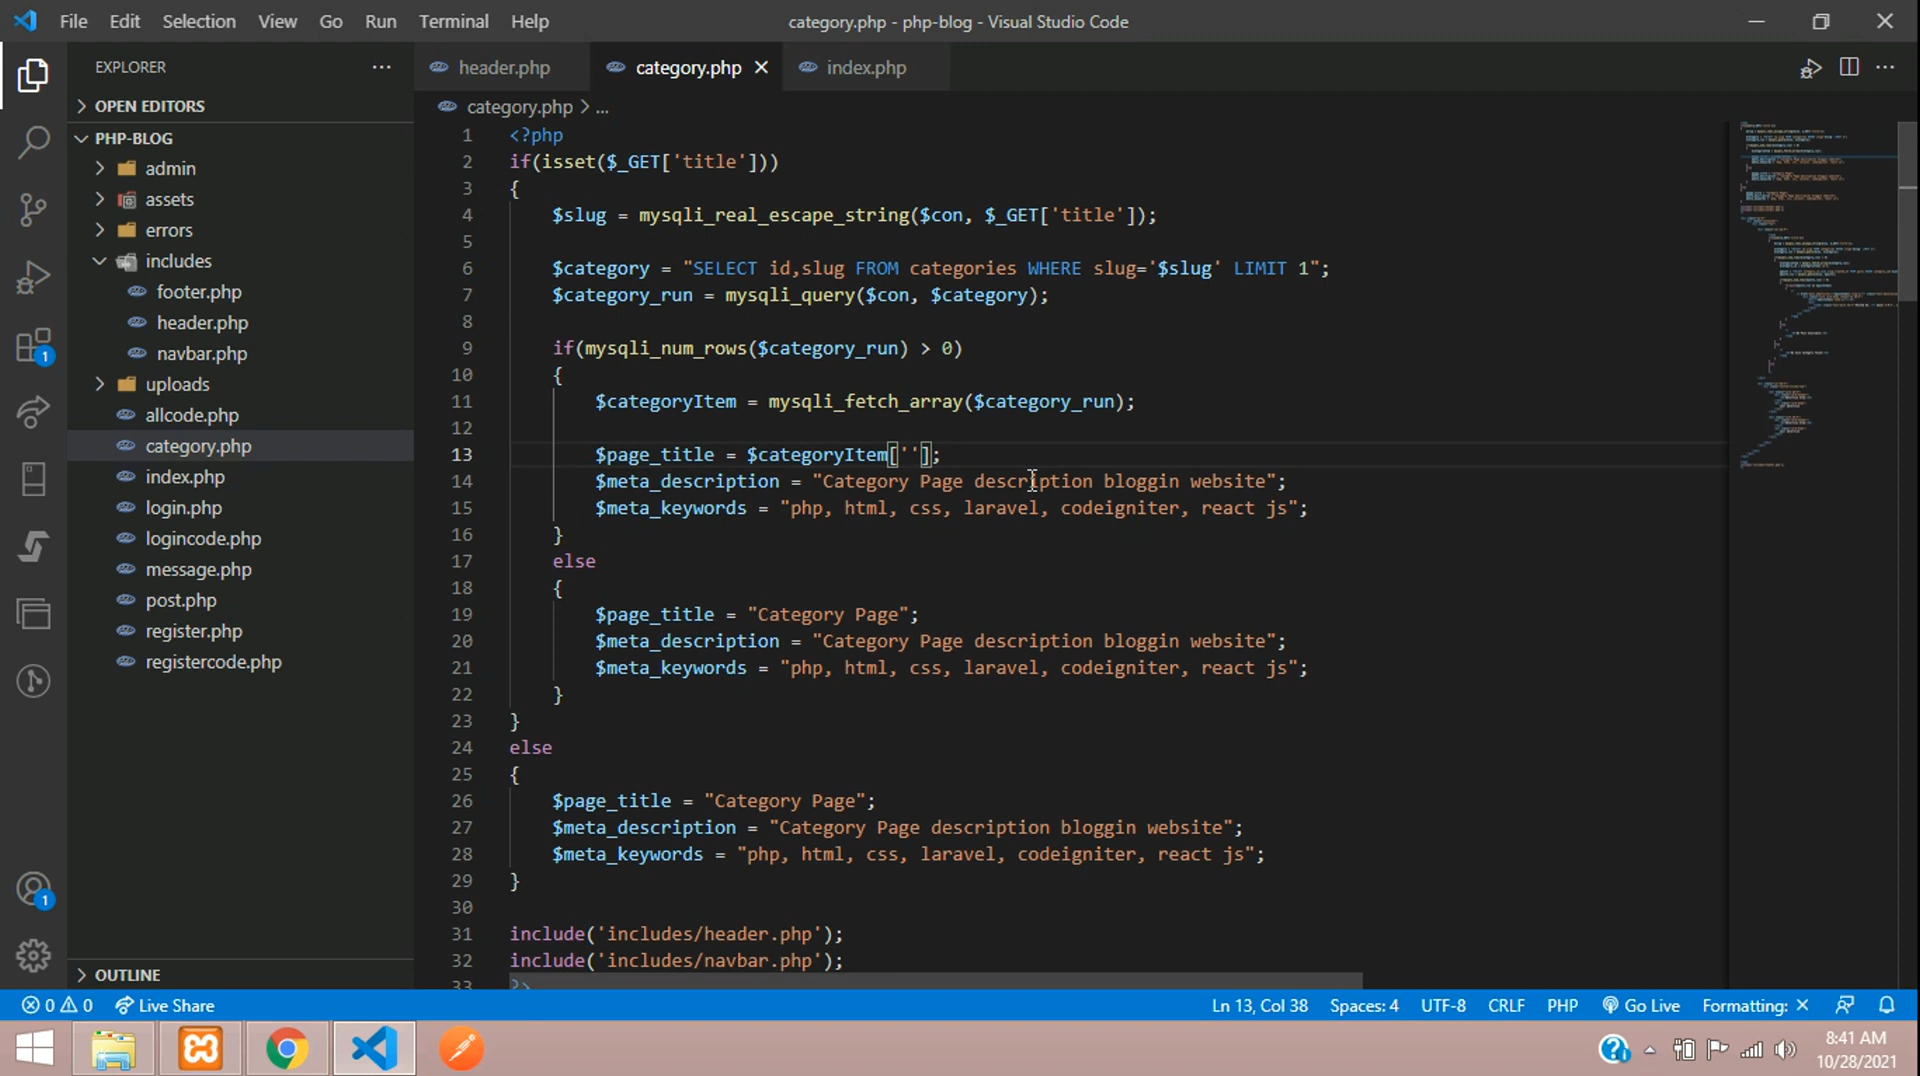 File Edit Selection View Go Run Terminal Help
category.php - php-blog - Visual Studio Code
EXPLORER
OPEN EDITORS
PHP-BLOG
admin
assets
errors
includes
footer.php
header.php
navbar.php
uploads
allcode.php
category.php
index.php
login.php
logincode.php
message.php
post.php
register.php
registercode.php
OUTLINE
1
1
header.php category.php index.php
category.php > ...
1 <?php
2 if(isset($_GET['title']))
3 {
4 $slug = mysqli_real_escape_string($con, $_GET['title']);
5
6 $category = "SELECT id,slug FROM categories WHERE slug='$slug' LIMIT 1";
7 $category_run = mysqli_query($con, $category);
8
9 if(mysqli_num_rows($category_run) > 0)
10 {
11 $categoryItem = mysqli_fetch_array($category_run);
12
13 $page_title = $categoryItem[''];
14 $meta_description = "Category Page description bloggin website";
15 $meta_keywords = "php, html, css, laravel, codeigniter, react js";
16 }
17 else
18 {
19 $page_title = "Category Page";
20 $meta_description = "Category Page description bloggin website";
21 $meta_keywords = "php, html, css, laravel, codeigniter, react js";
22 }
23 }
24 else
25 {
26 $page_title = "Category Page";
27 $meta_description = "Category Page description bloggin website";
28 $meta_keywords = "php, html, css, laravel, codeigniter, react js";
29 }
30
31 include('includes/header.php');
32 include('includes/navbar.php');
33 ?>
0 0 Live Share Ln 13, Col 38 Spaces: 4 UTF-8 CRLF PHP Go Live Formatting: ×
8:41 AM
10/28/2021